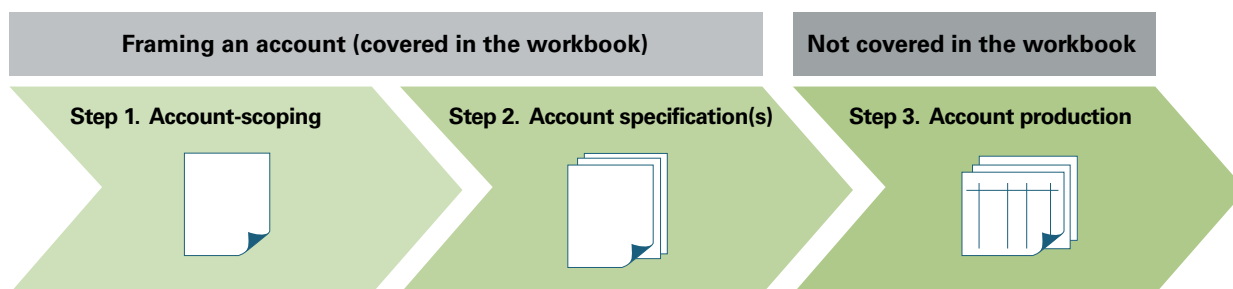 Framing an account (covered in the workbook)
Not covered in the workbook
Step 1. Account-scoping
Step 2. Account specification(s)
Step 3. Account production